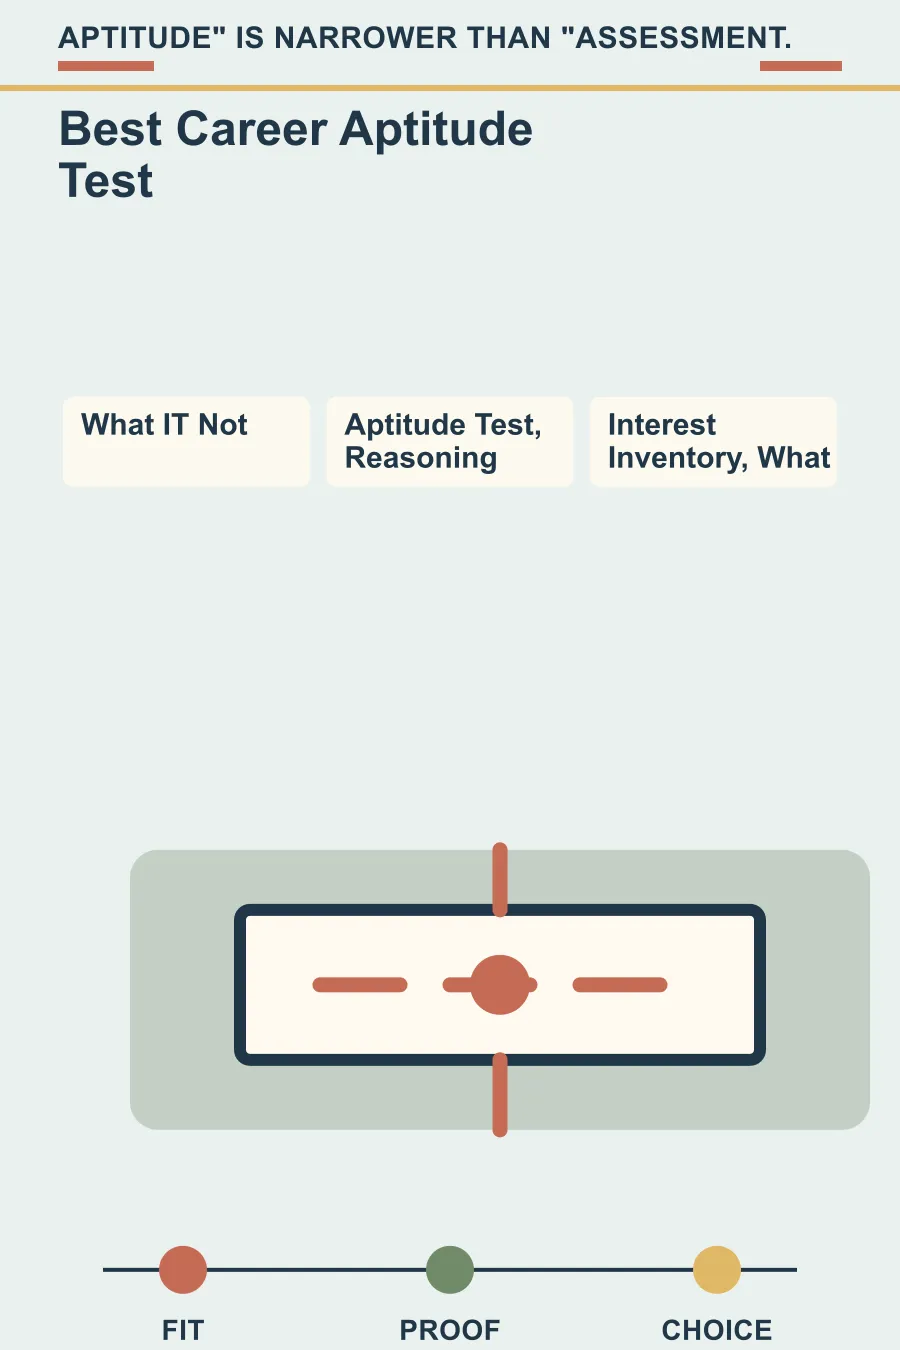 APTITUDE" IS NARROWER THAN "ASSESSMENT.
Best Career Aptitude
Test
What IT Not
Aptitude Test,
Reasoning
Interest
Inventory, What
FIT
PROOF
CHOICE